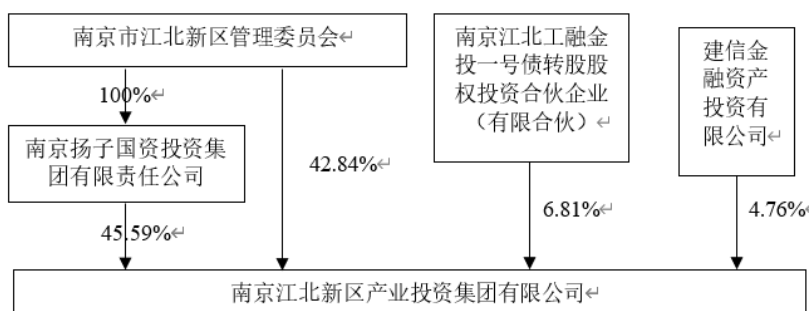 南京市江北新区管理委员会
南京江北工融金
投一号债转股股
权投资合伙企业
（有限合伙）
建信金
融资产
投资有
限公司
100%
南京扬子国资投资集
团有限责任公司
42.84%
45.59%
6.81%
4.76%
南京江北新区产业投资集团有限公司